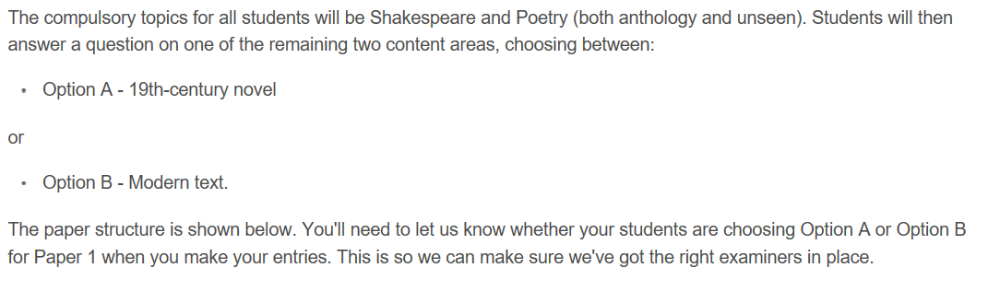 The compulsory topics for all students will be Shakespeare and Poetry (both anthology and unseen). Students will then
answer a question on one of the remaining two content areas, choosing between:
• Option A - 19th-century novel
or
• Option B - Modern text.
The paper structure is shown below. You'll need to let us know whether your students are choosing Option A or Option B
for Paper 1 when you make your entries. This is so we can make sure we've got the right examiners in place.